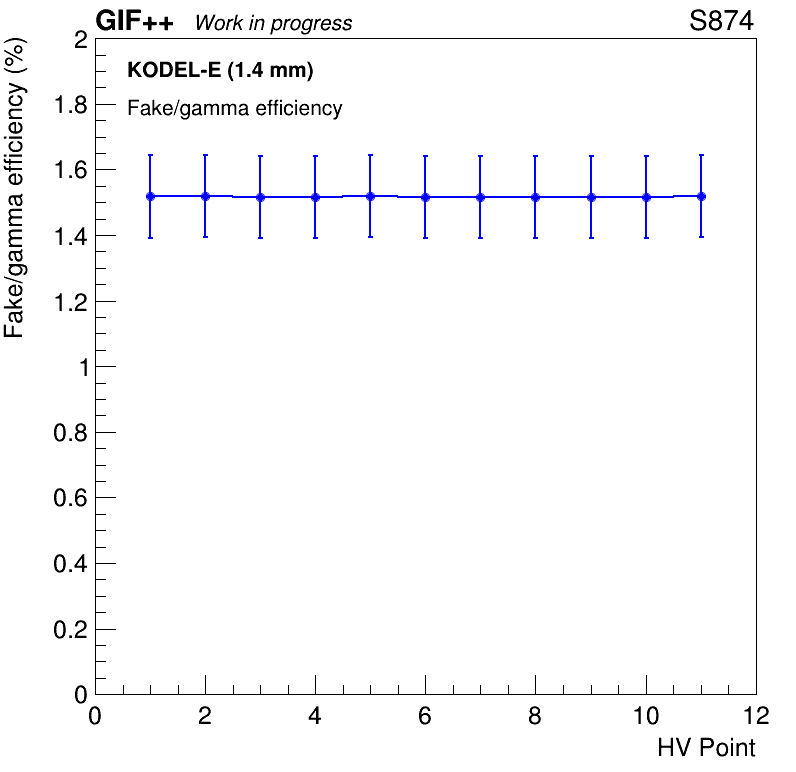 GIF++ Work in progress S874
Fake/gamma efficiency (%)
KODEL-E (1.4 mm)
Fake/gamma efficiency
2
1.8
1.6
1.4
1.2
1
0.8
0.6
0.4
0.2
0
0 2 4 6 8 10 12
HV Point